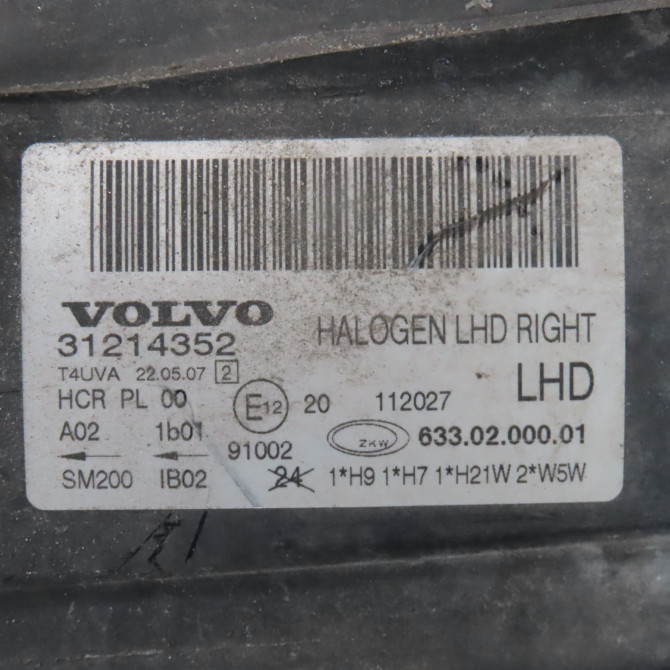 VOLVO
31214352
HALOGEN LHD RIGHT
T4UVA 22.05.07 2
LHD
HCR PL 00
E12 20 112027
A02 1b01
91002
ZKW 633.02.000.01
SM200 IB02
24 1*H9 1*H7 1*H21W 2*W5W